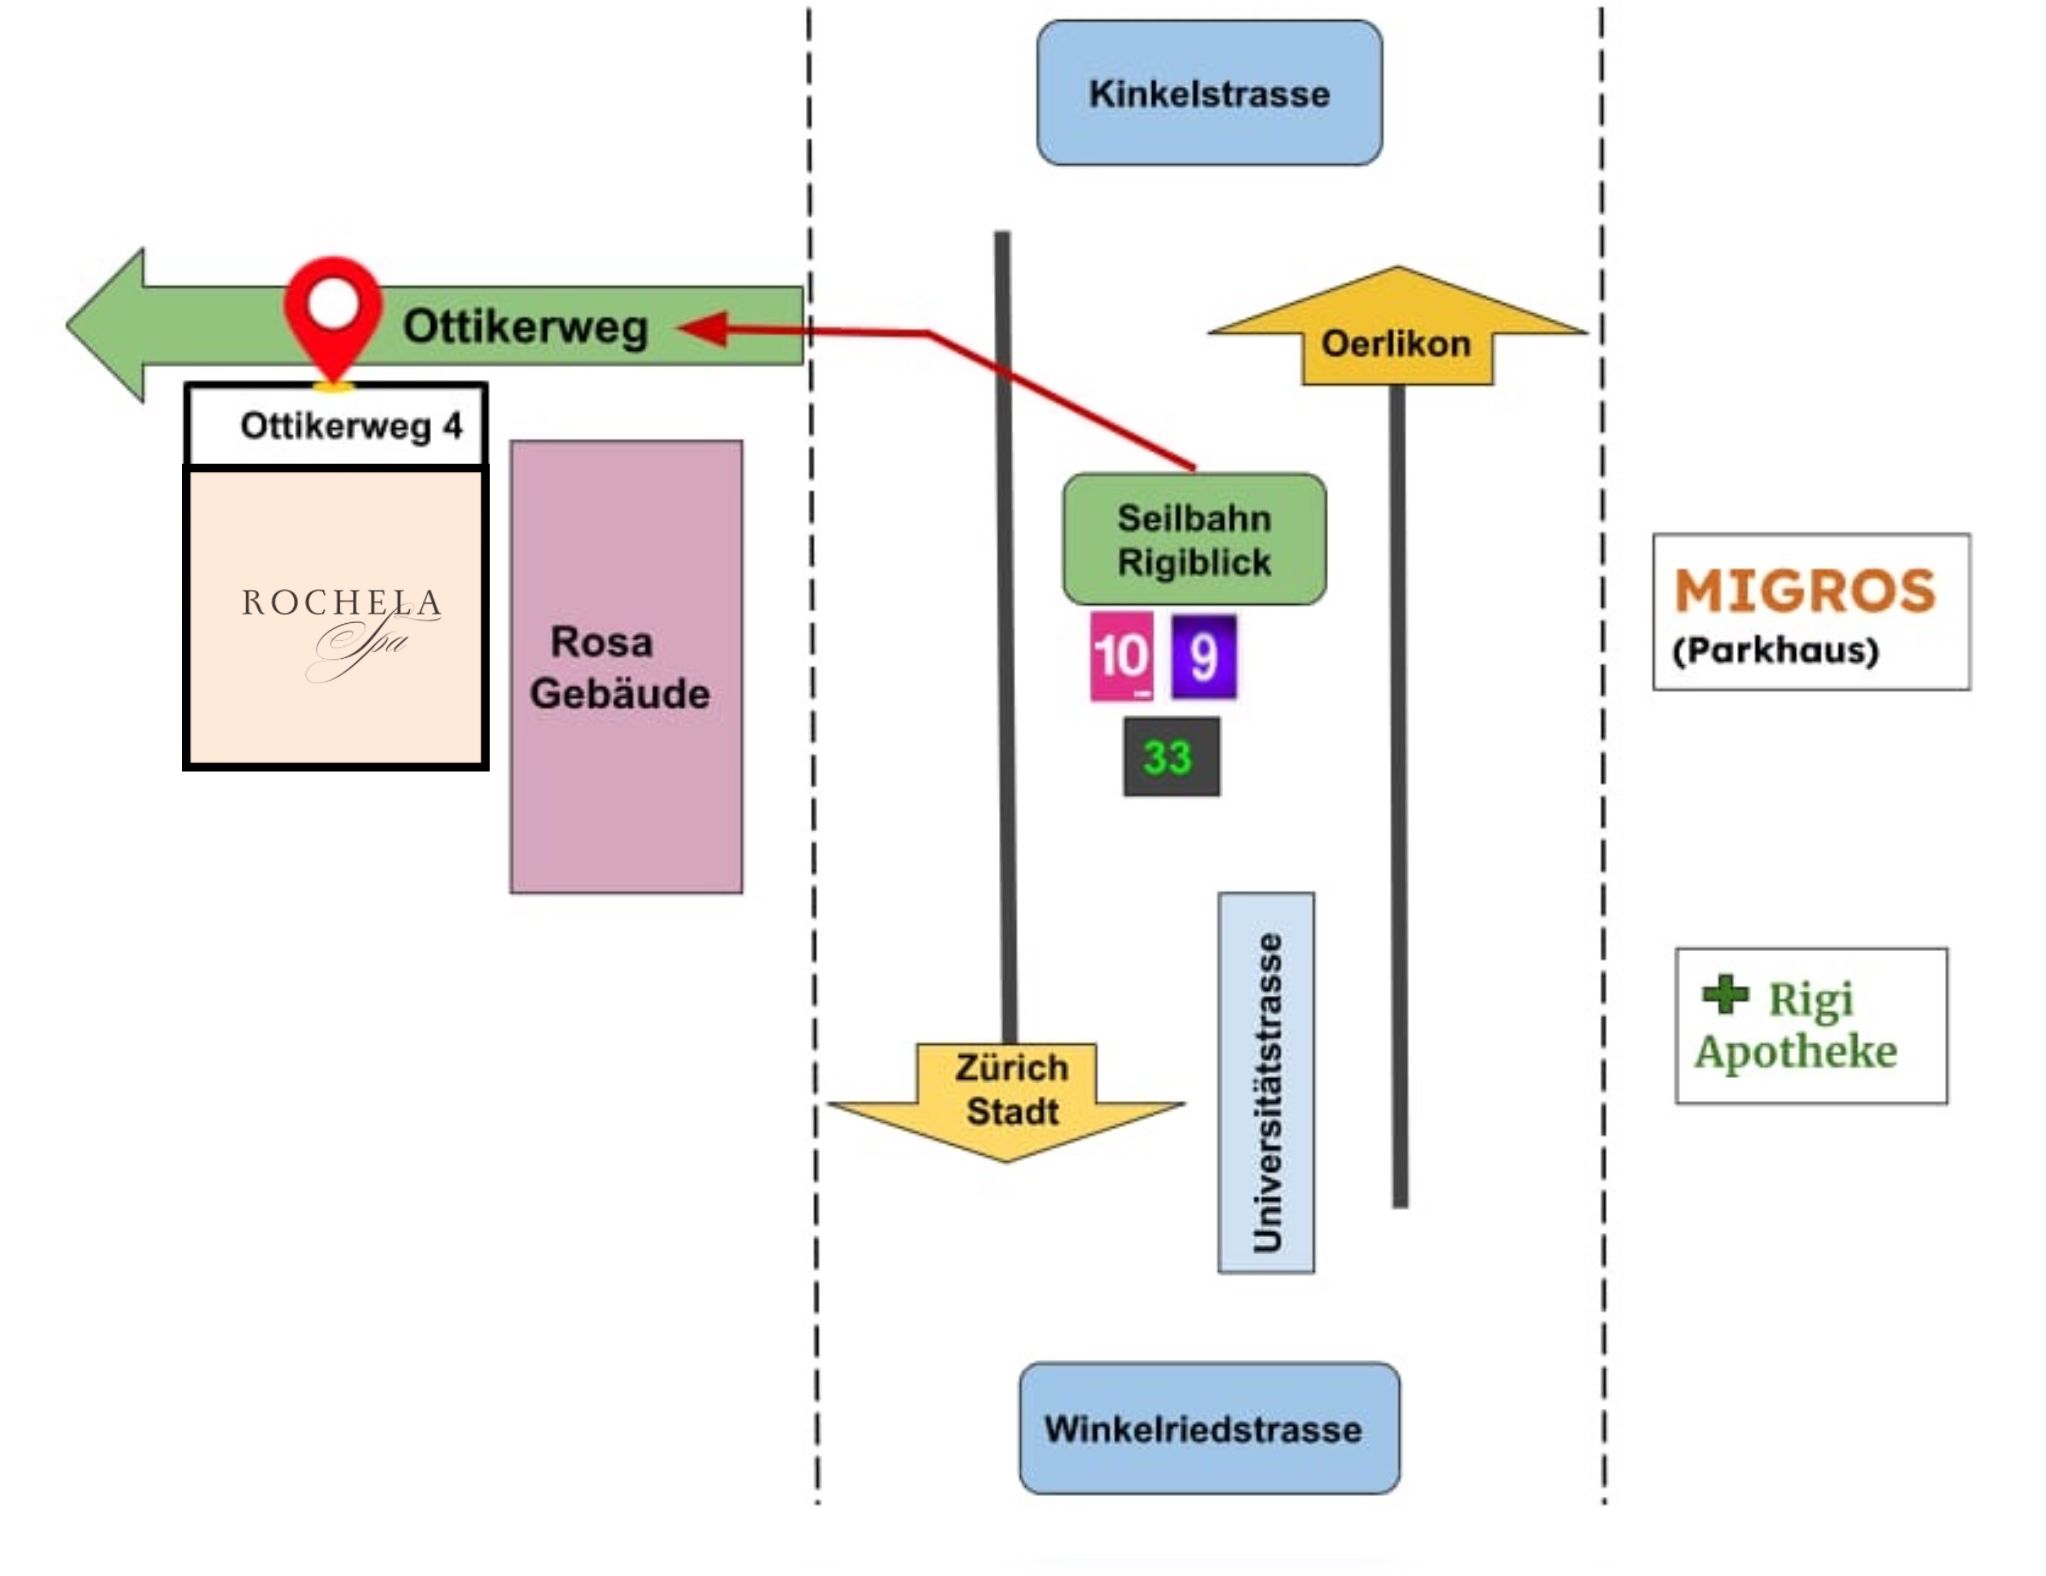 Kinkelstrasse
Ottikerweg
Oerlikon
Ottikerweg 4
ROCHELA
Spa
Rosa
Gebäude
Seilbahn
Rigiblick
10
9
33
MIGROS
(Parkhaus)
Rigi
Apotheke
Zürich
Stadt
Universitätstrasse
Winkelriedstrasse